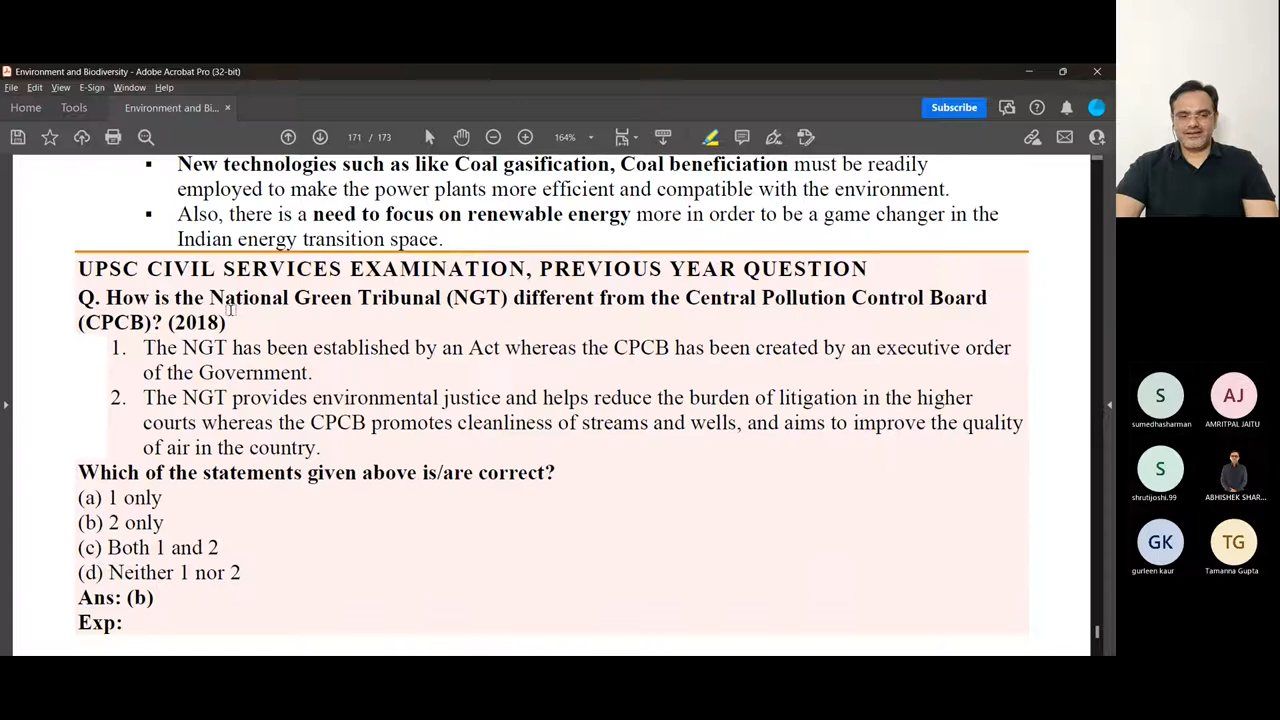 Environment and Biodiversity - Adobe Acrobat Pro (32-bit)
File Edit View E-Sign Window Help
Home Tools Environment and Bi... × Subscribe
171 / 173 164%
▪ New technologies such as like Coal gasification, Coal beneficiation must be readily
employed to make the power plants more efficient and compatible with the environment.
▪ Also, there is a need to focus on renewable energy more in order to be a game changer in the
Indian energy transition space.
UPSC CIVIL SERVICES EXAMINATION, PREVIOUS YEAR QUESTION
Q. How is the National Green Tribunal (NGT) different from the Central Pollution Control Board
(CPCB)? (2018)
1. The NGT has been established by an Act whereas the CPCB has been created by an executive order
of the Government.
2. The NGT provides environmental justice and helps reduce the burden of litigation in the higher
courts whereas the CPCB promotes cleanliness of streams and wells, and aims to improve the quality
of air in the country.
Which of the statements given above is/are correct?
(a) 1 only
(b) 2 only
(c) Both 1 and 2
(d) Neither 1 nor 2
Ans: (b)
Exp:
S AJ
sumedhasharman AMRITPAL JAITU
S
shrutijoshi.99 ABHISHEK SHAR...
GK TG
gurleen kaur Tamanna Gupta